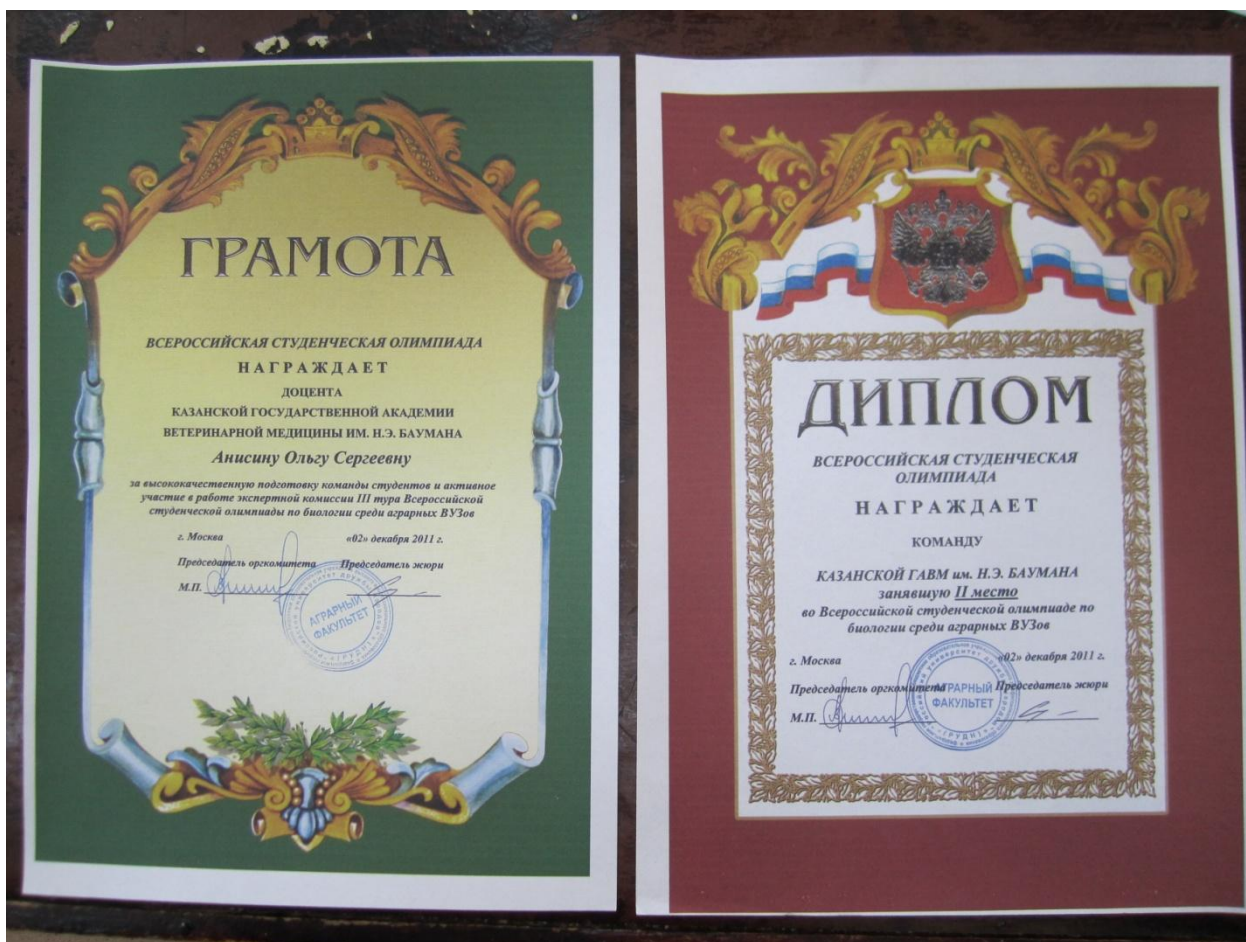 ГРАМОТА
ВСЕРОССИЙСКАЯ СТУДЕНЧЕСКАЯ ОЛИМПИАДА
НАГРАЖДАЕТ
ДОЦЕНТА
КАЗАНСКОЙ ГОСУДАРСТВЕННОЙ АКАДЕМИИ
ВЕТЕРИНАРНОЙ МЕДИЦИНЫ ИМ. Н.Э. БАУМАНА
Анисину Ольгу Сергеевну
за высококачественную подготовку команды студентов и активное
участие в работе экспертной комиссии III тура Всероссийской
студенческой олимпиады по биологии среди аграрных ВУЗов
г. Москва «02» декабря 2011 г.
Председатель оргкомитета Председатель жюри
М.П.
АГРАРНЫЙ
ФАКУЛЬТЕТ
ДИПЛОМ
ВСЕРОССИЙСКАЯ СТУДЕНЧЕСКАЯ
ОЛИМПИАДА
НАГРАЖДАЕТ
КОМАНДУ
КАЗАНСКОЙ ГАВМ им. Н.Э. БАУМАНА
занявшую II место
во Всероссийской студенческой олимпиаде по
биологии среди аграрных ВУЗов
г. Москва «02» декабря 2011 г.
Председатель оргкомитета Председатель жюри
М.П.
АГРАРНЫЙ
ФАКУЛЬТЕТ